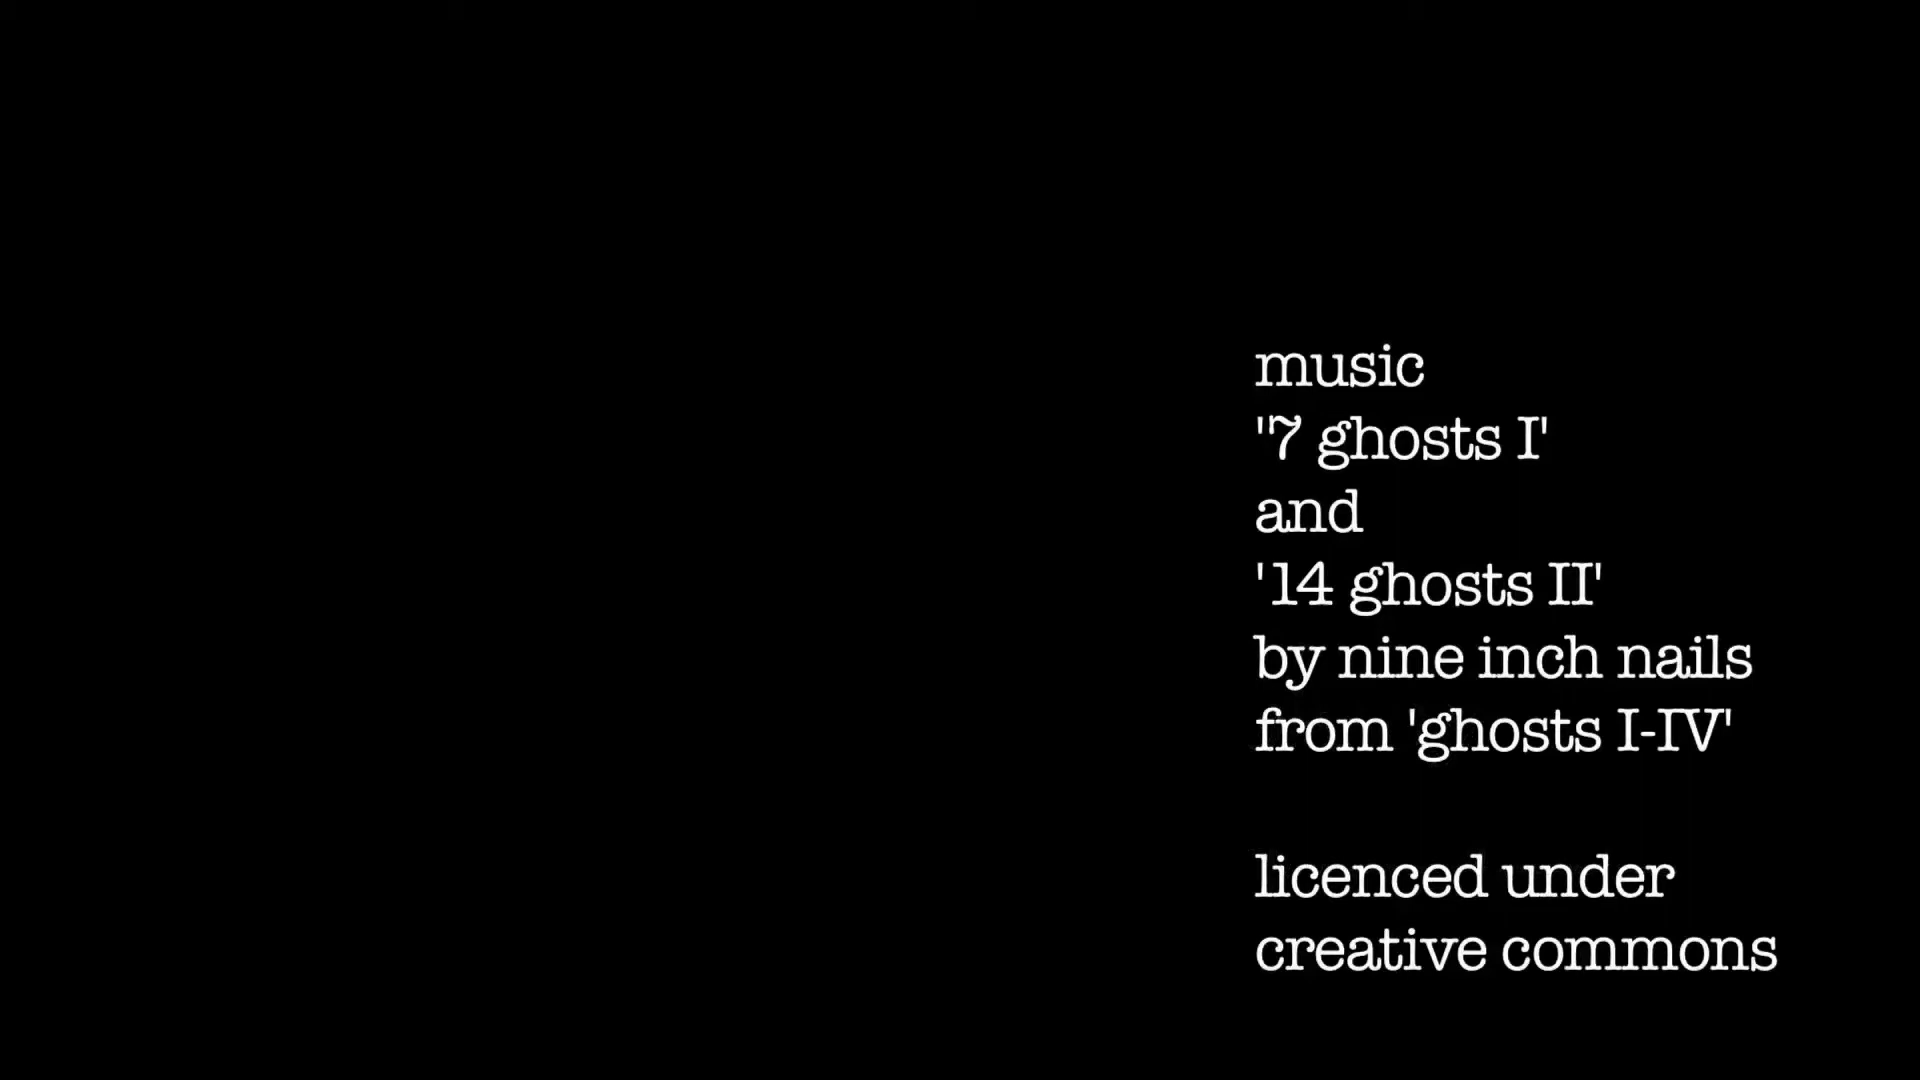 music
'7 ghosts I'
and
'14 ghosts II'
by nine inch nails
from 'ghosts I-IV'
licenced under
creative commons